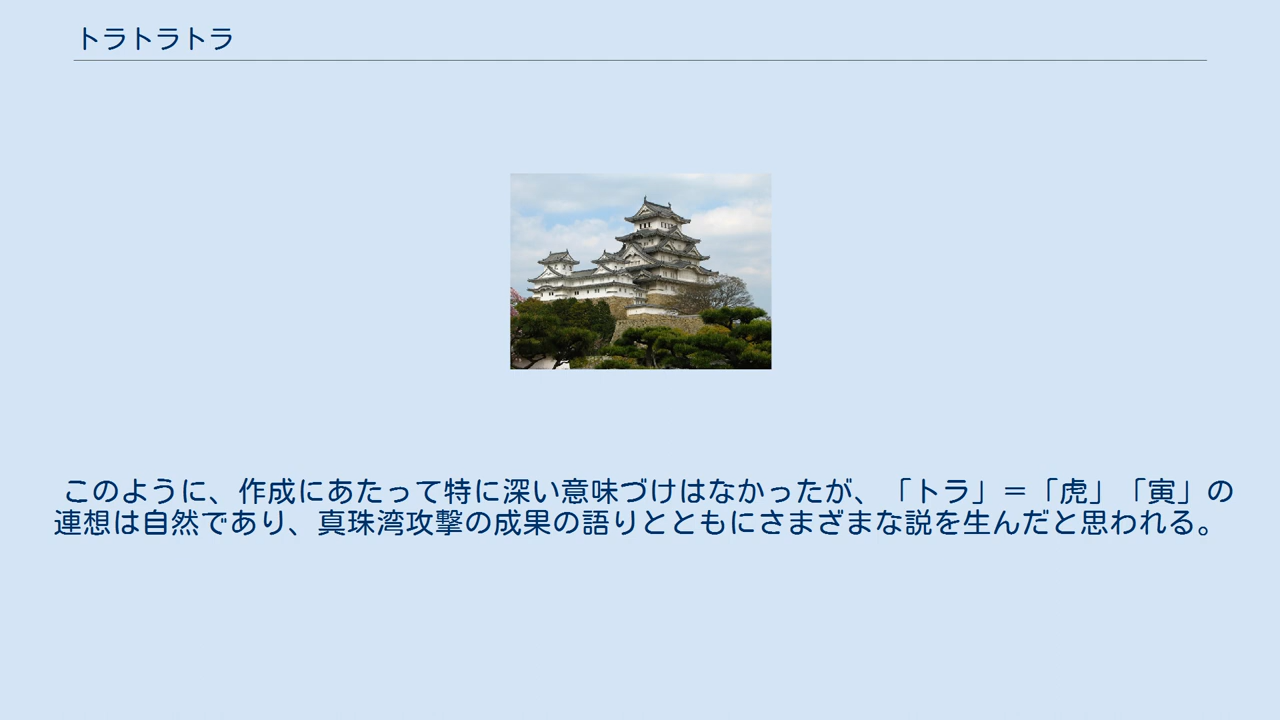 トラトラトラ
このように、作成にあたって特に深い意味づけはなかったが、「トラ」＝「虎」「寅」の
連想は自然であり、真珠湾攻撃の成果の語りとともにさまざまな説を生んだと思われる。